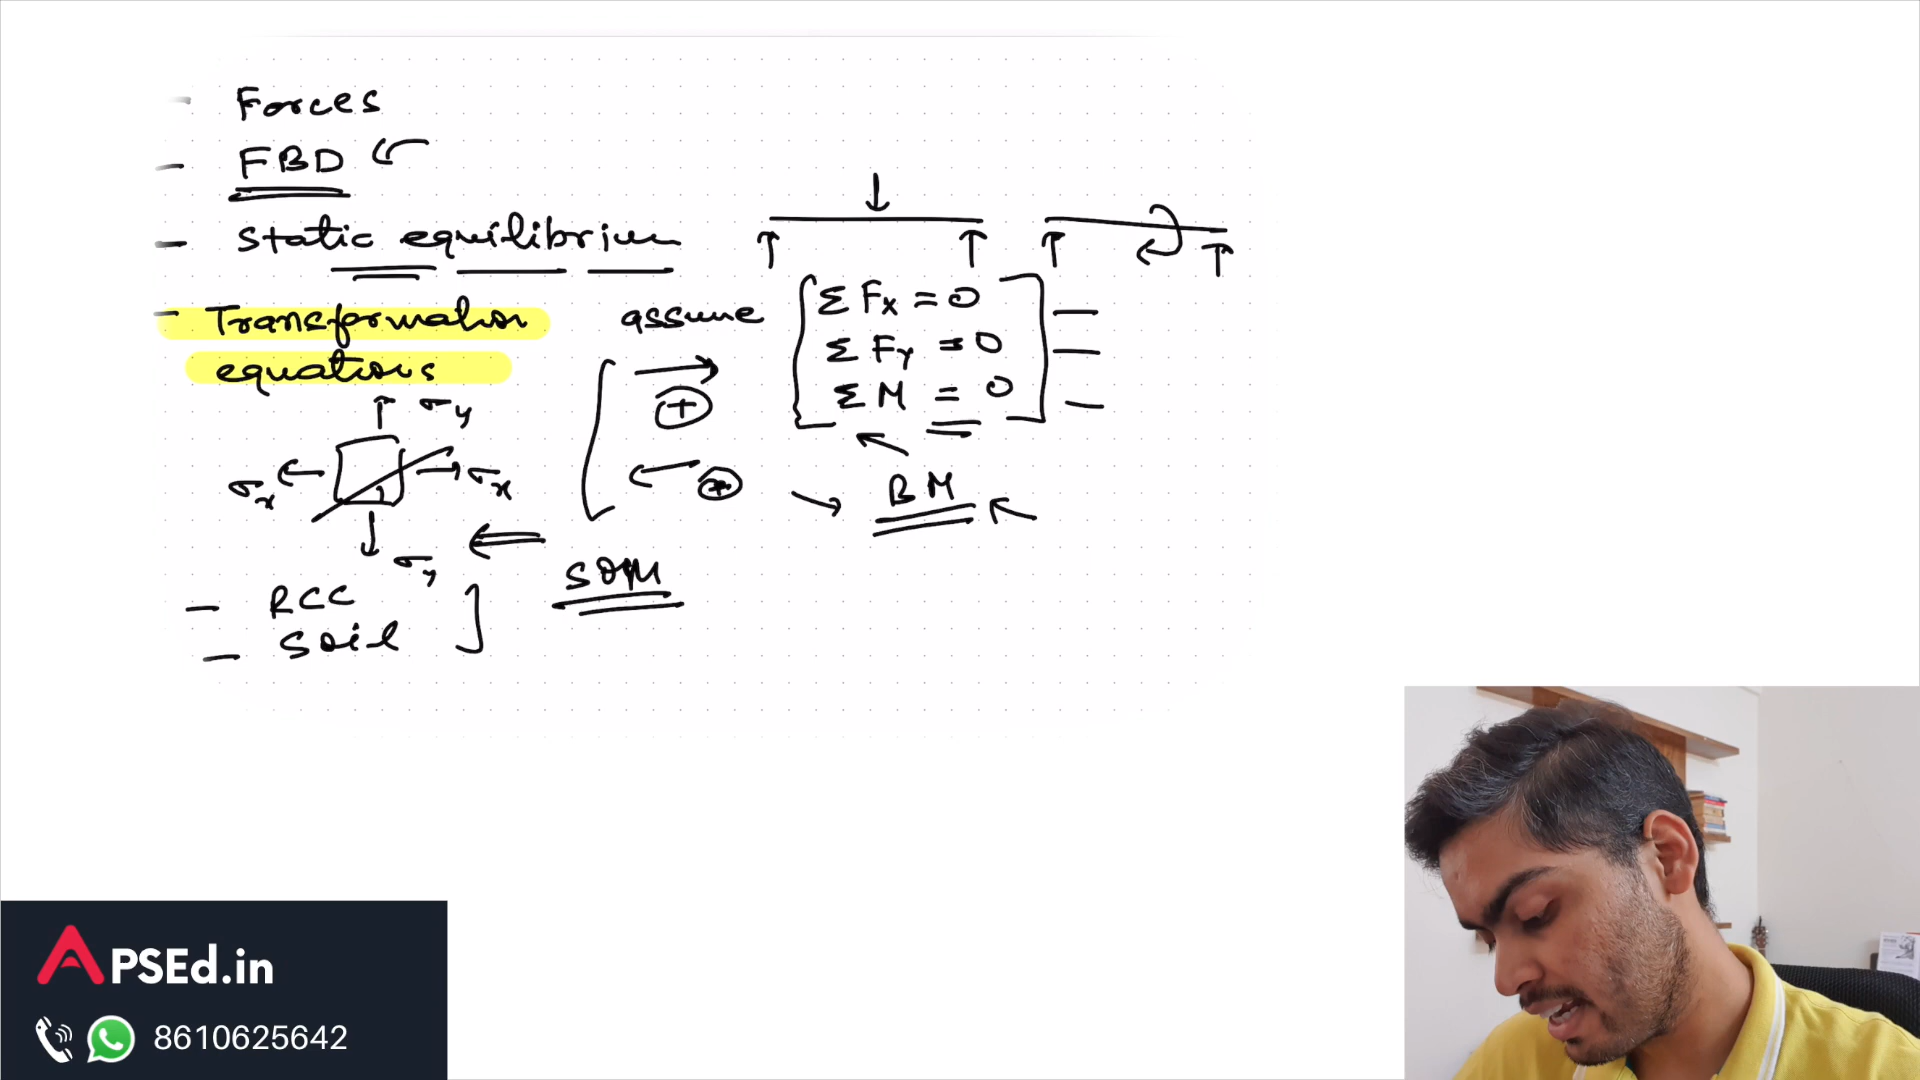 - Forces
- FBD
- Static equilibrium
- Transformation
equations
σy
σx
σx
σy
- RCC
- Soil
SOM
assume
+
ΣFx = 0
ΣFy = 0
ΣM = 0
BM
APSEd.in
8610625642